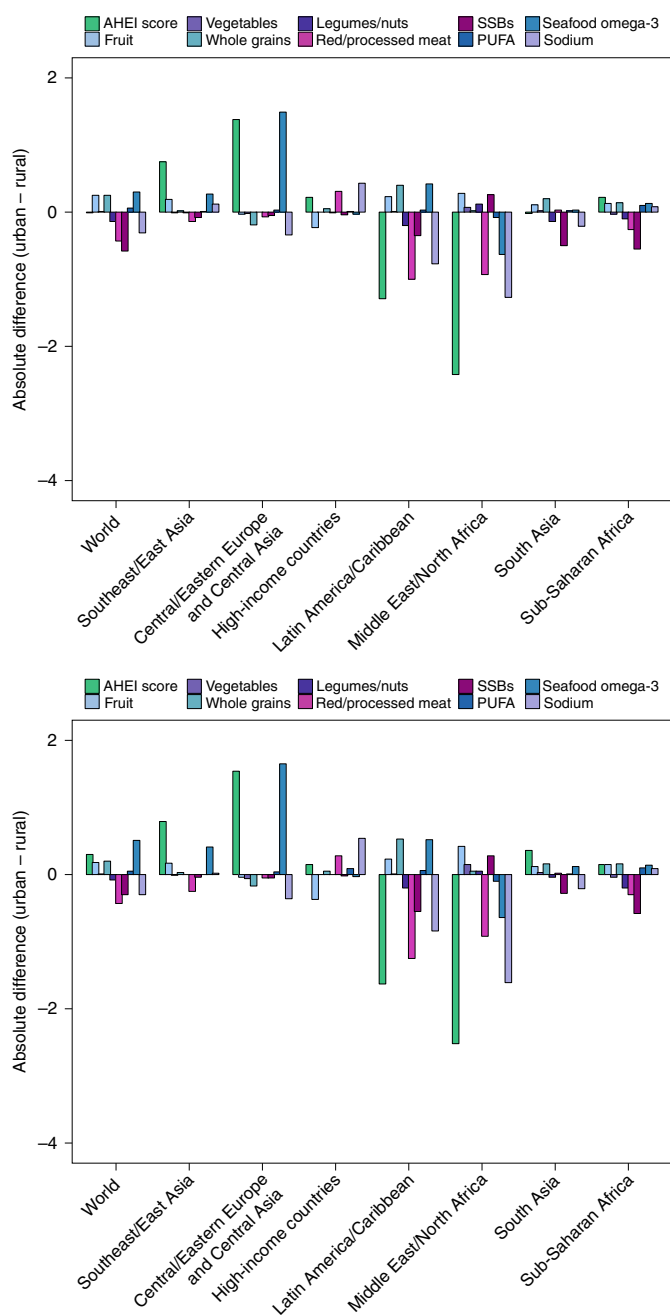 AHEI score Vegetables Legumes/nuts SSBs Seafood omega-3
Fruit Whole grains Red/processed meat PUFA Sodium
2
0
−2
−4
Absolute difference (urban – rural)
World
Southeast/East Asia
Central/Eastern Europe
and Central Asia
High-income countries
Latin America/Caribbean
Middle East/North Africa
South Asia
Sub-Saharan Africa
AHEI score Vegetables Legumes/nuts SSBs Seafood omega-3
Fruit Whole grains Red/processed meat PUFA Sodium
2
0
−2
−4
Absolute difference (urban – rural)
World
Southeast/East Asia
Central/Eastern Europe
and Central Asia
High-income countries
Latin America/Caribbean
Middle East/North Africa
South Asia
Sub-Saharan Africa